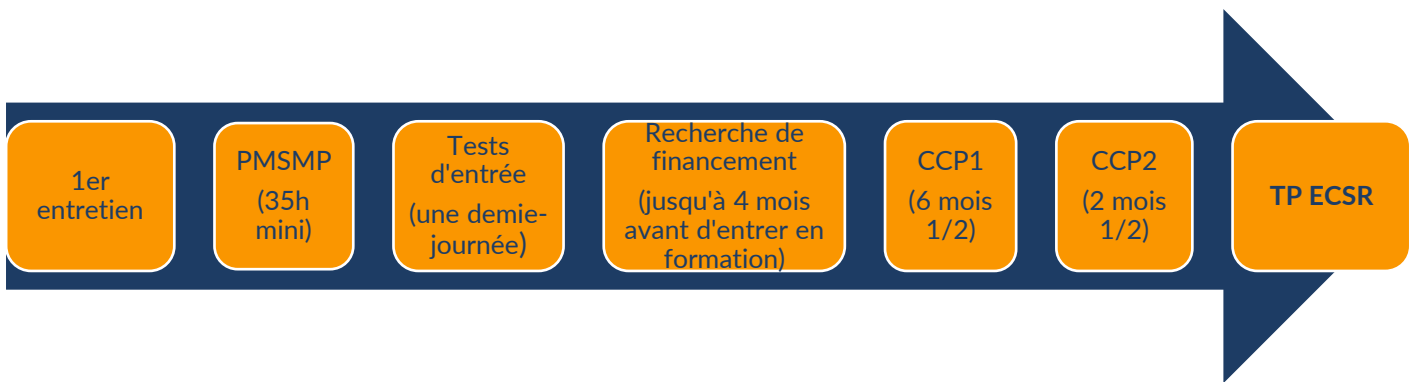 1er
entretien
PMSMP
(35h
mini)
Tests
d'entrée
(une demie-
journée)
Recherche de
financement
(jusqu'à 4 mois
avant d'entrer en
formation)
CCP1
(6 mois
1/2)
CCP2
(2 mois
1/2)
TP ECSR